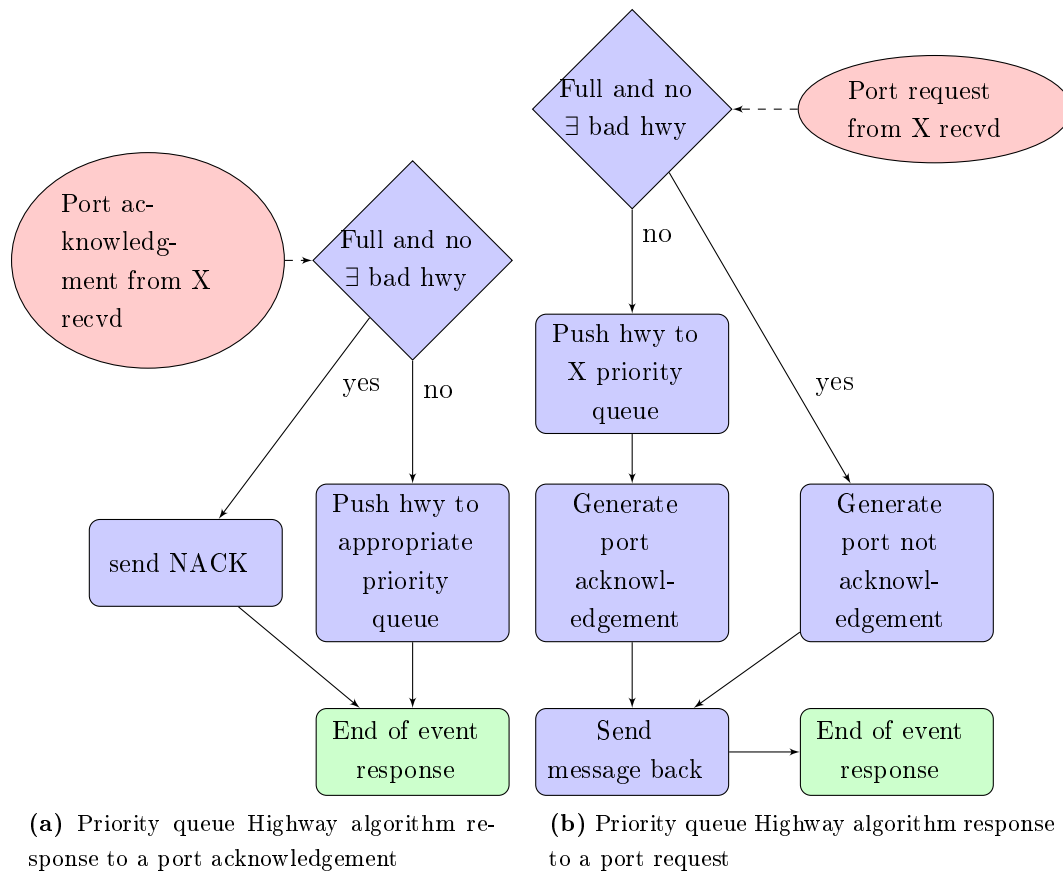 Port ac-
knowledg-
ment from X
recvd
Full and no
∃ bad hwy
yes
no
send NACK
Push hwy to
appropriate
priority
queue
End of event
response
(a) Priority queue Highway algorithm re-
sponse to a port acknowledgement
Full and no
∃ bad hwy
Port request
from X recvd
no
yes
Push hwy to
X priority
queue
Generate
port
acknowl-
edgement
Generate
port not
acknowl-
edgement
Send
message back
End of event
response
(b) Priority queue Highway algorithm response
to a port request